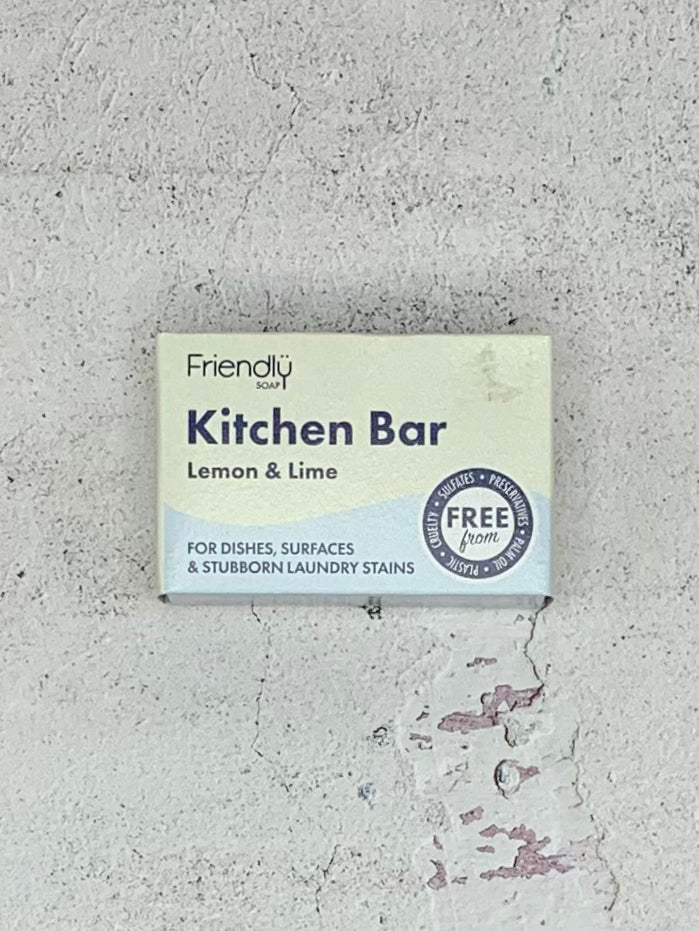 Friendlÿ
SOAP
Kitchen Bar
Lemon & Lime
FOR DISHES, SURFACES
& STUBBORN LAUNDRY STAINS
FREE
from
SULFATES • PRESERVATIVES • PALM OIL • PLASTIC • CRUELTY •